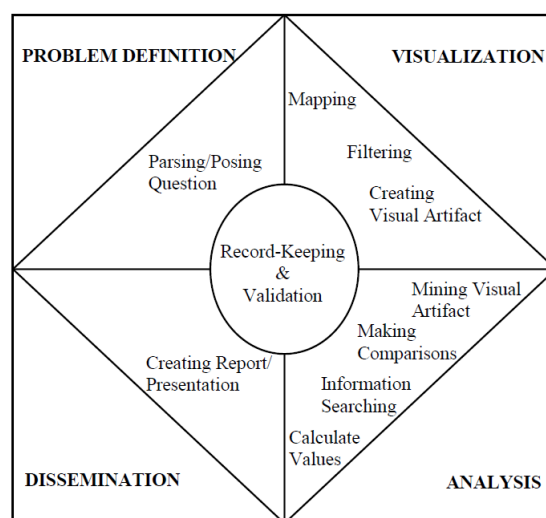 PROBLEM DEFINITION
VISUALIZATION
Mapping
Filtering
Creating
Visual Artifact
Parsing/Posing
Question
Record-Keeping
&
Validation
Mining Visual
Artifact
Making
Comparisons
Information
Searching
Calculate
Values
Creating Report/
Presentation
DISSEMINATION
ANALYSIS